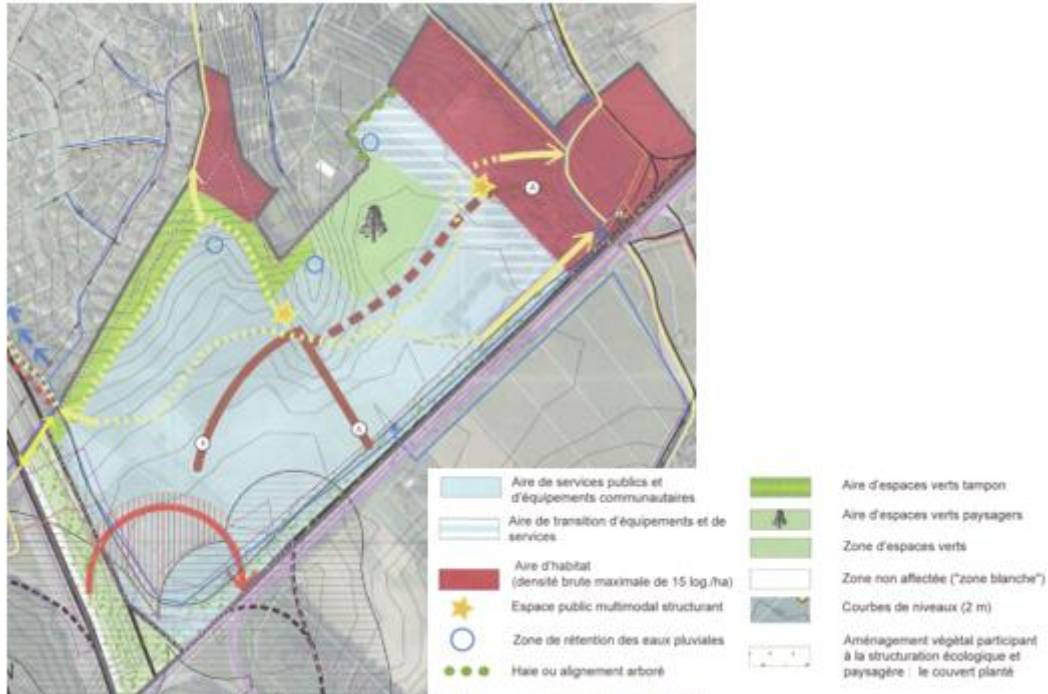 A
A
Aire de services publics et
d'équipements communautaires
Aire de transition d'équipements et de
services
Aire d'habitat
(densité brute maximale de 15 log./ha)
Espace public multimodal structurant
Zone de rétention des eaux pluviales
Haie ou alignement arboré
Aire d'espaces verts tampon
Aire d'espaces verts paysagers
Zone d'espaces verts
Zone non affectée ("zone blanche")
Courbes de niveaux (2 m)
Aménagement végétal participant
à la structuration écologique et
paysagère : le couvert planté